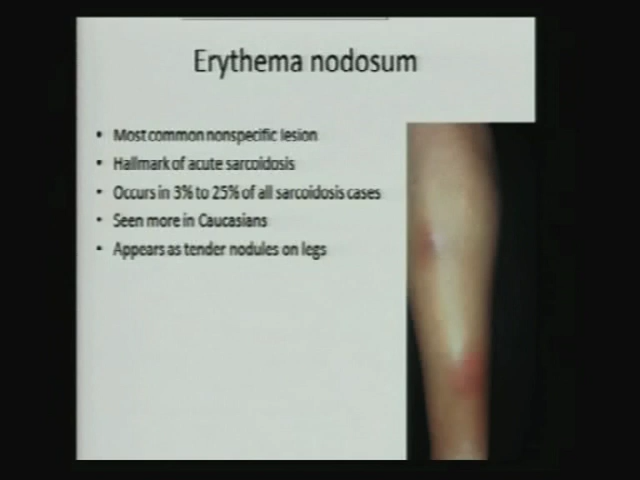 Erythema nodosum
• Most common nonspecific lesion
• Hallmark of acute sarcoidosis
• Occurs in 3% to 25% of all sarcoidosis cases
• Seen more in Caucasians
• Appears as tender nodules on legs